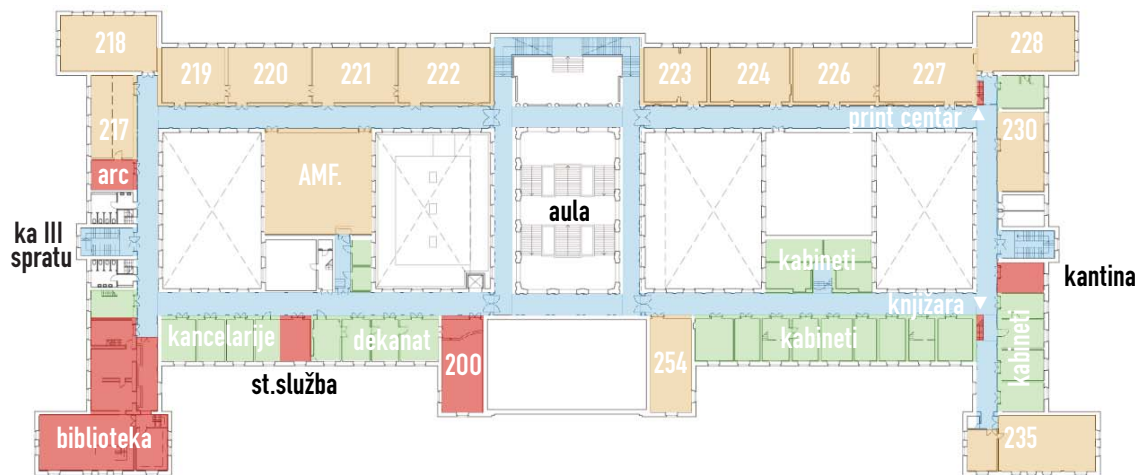 218
219
220
221
222
223
224
226
227
228
217
print centar
230
arc
AMF.
aula
ka III
spratu
kabineti
kantina
knjizara
kancelarije
dekanat
200
254
kabineti
kabineti
st.služba
biblioteka
235